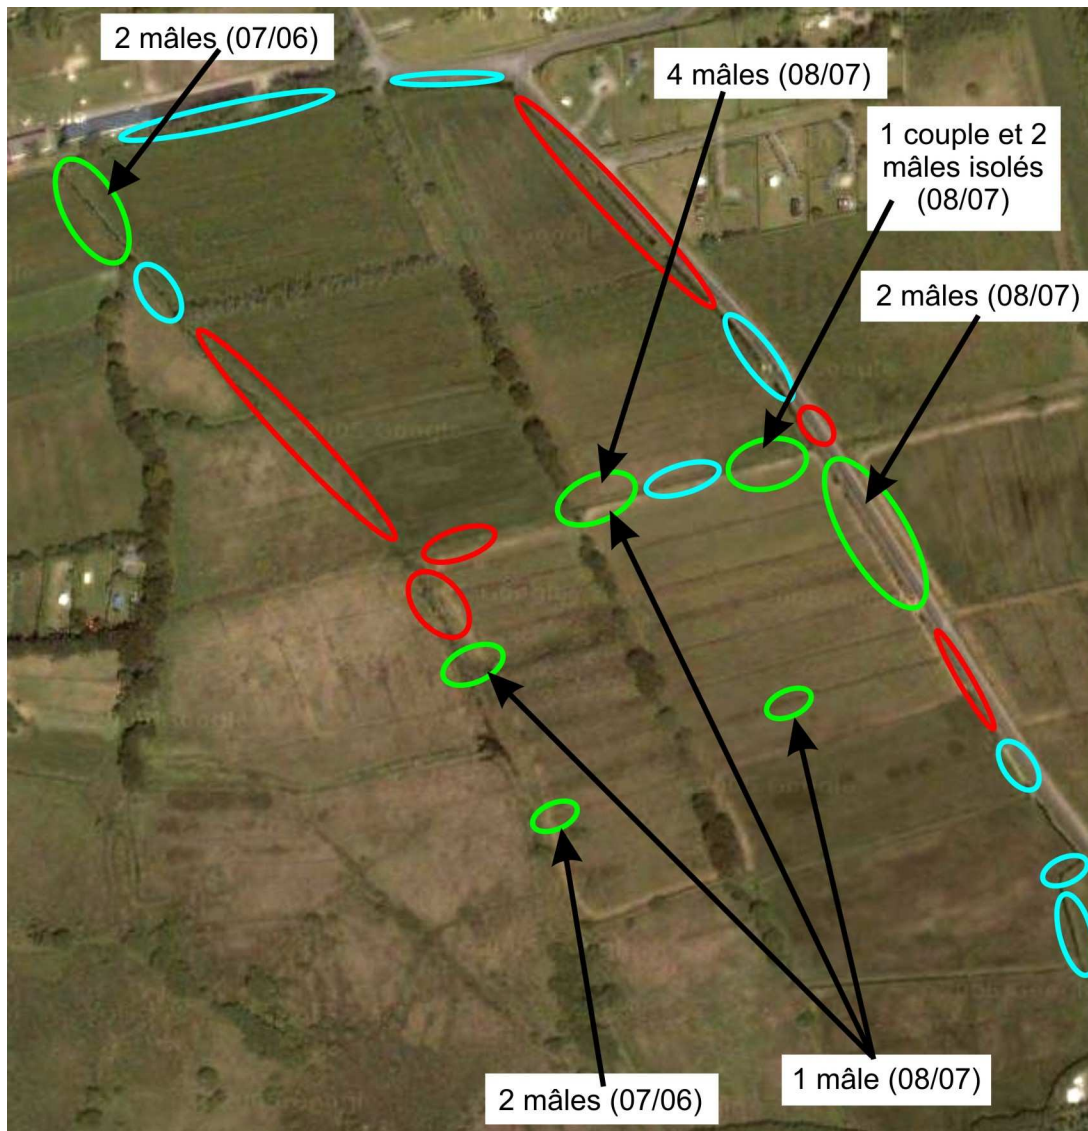 2 mâles (07/06)
4 mâles (08/07)
1 couple et 2
mâles isolés
(08/07)
2 mâles (08/07)
1 mâle (08/07)
2 mâles (07/06)